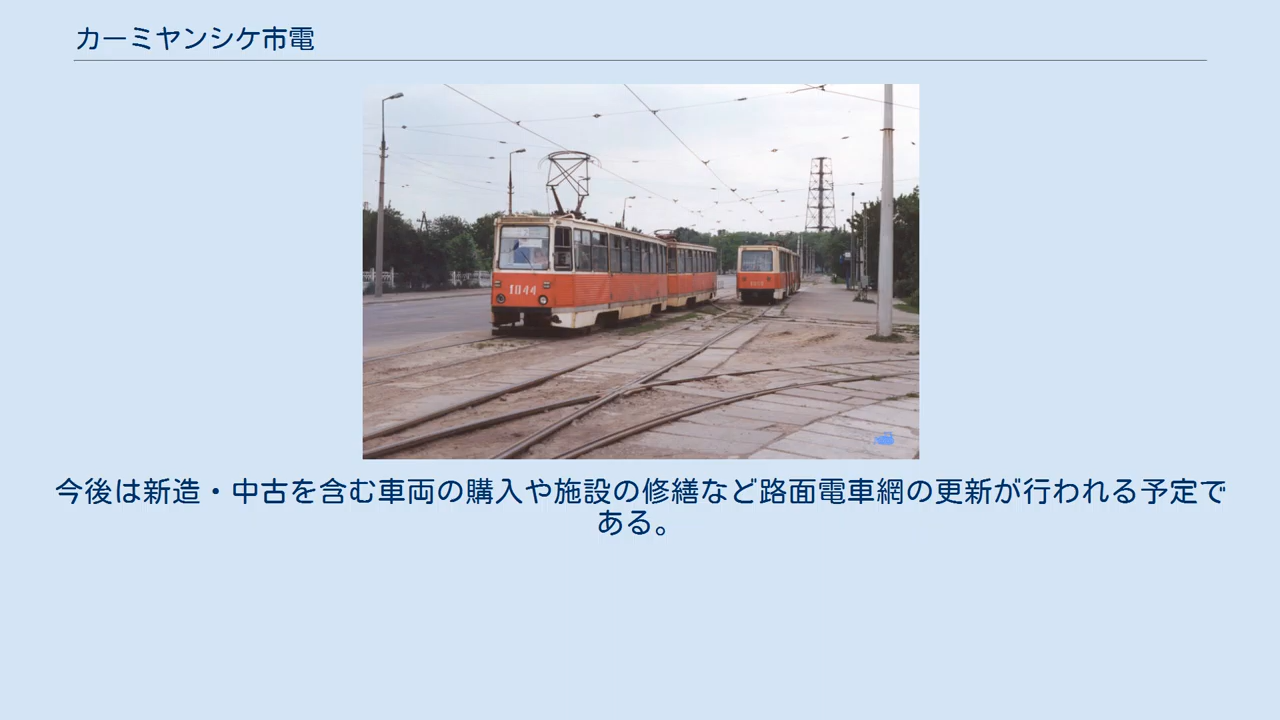 カーミヤンシケ市電
1044
今後は新造・中古を含む車両の購入や施設の修繕など路面電車網の更新が行われる予定で
ある。